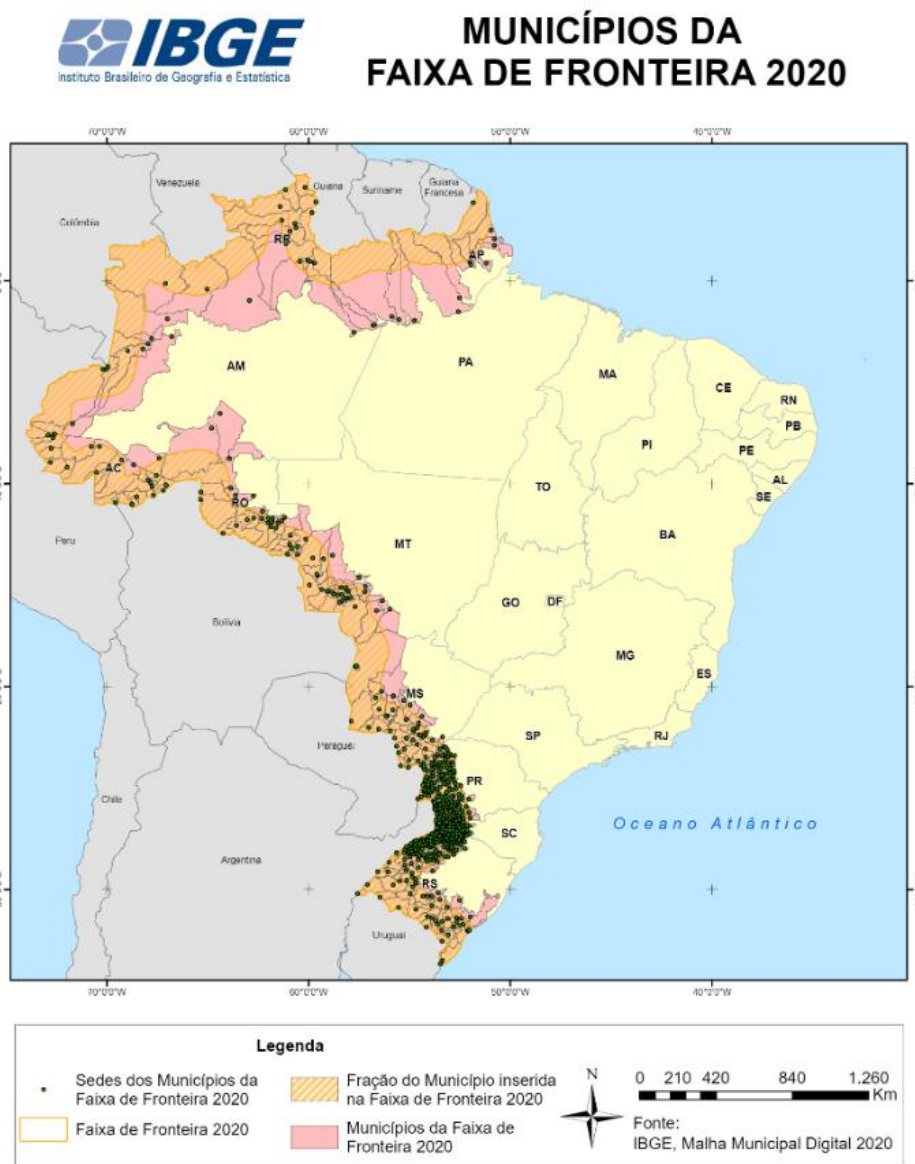 IBGE
Instituto Brasileiro de Geografia e Estatística
MUNICÍPIOS DA
FAIXA DE FRONTEIRA 2020
70°0'0"W 60°0'0"W 50°0'0"W 40°0'0"W
Venezuela
Guiana
Suriname
Guiana
Francesa
Colômbia
RR
AP
AM
PA
MA
CE
RN
PB
PI
PE
AC
AL
TO
SE
RO
BA
Peru
MT
GO
DF
Bolívia
MG
ES
MS
SP
RJ
Paraguai
PR
Chile
SC
Oceano Atlântico
Argentina
RS
Uruguai
70°0'0"W 60°0'0"W 50°0'0"W 40°0'0"W
Legenda
Sedes dos Municípios da
Faixa de Fronteira 2020
Faixa de Fronteira 2020
Fração do Município inserida
na Faixa de Fronteira 2020
Municípios da Faixa de
Fronteira 2020
N
0 210 420 840 1.260
Km
Fonte:
IBGE, Malha Municipal Digital 2020